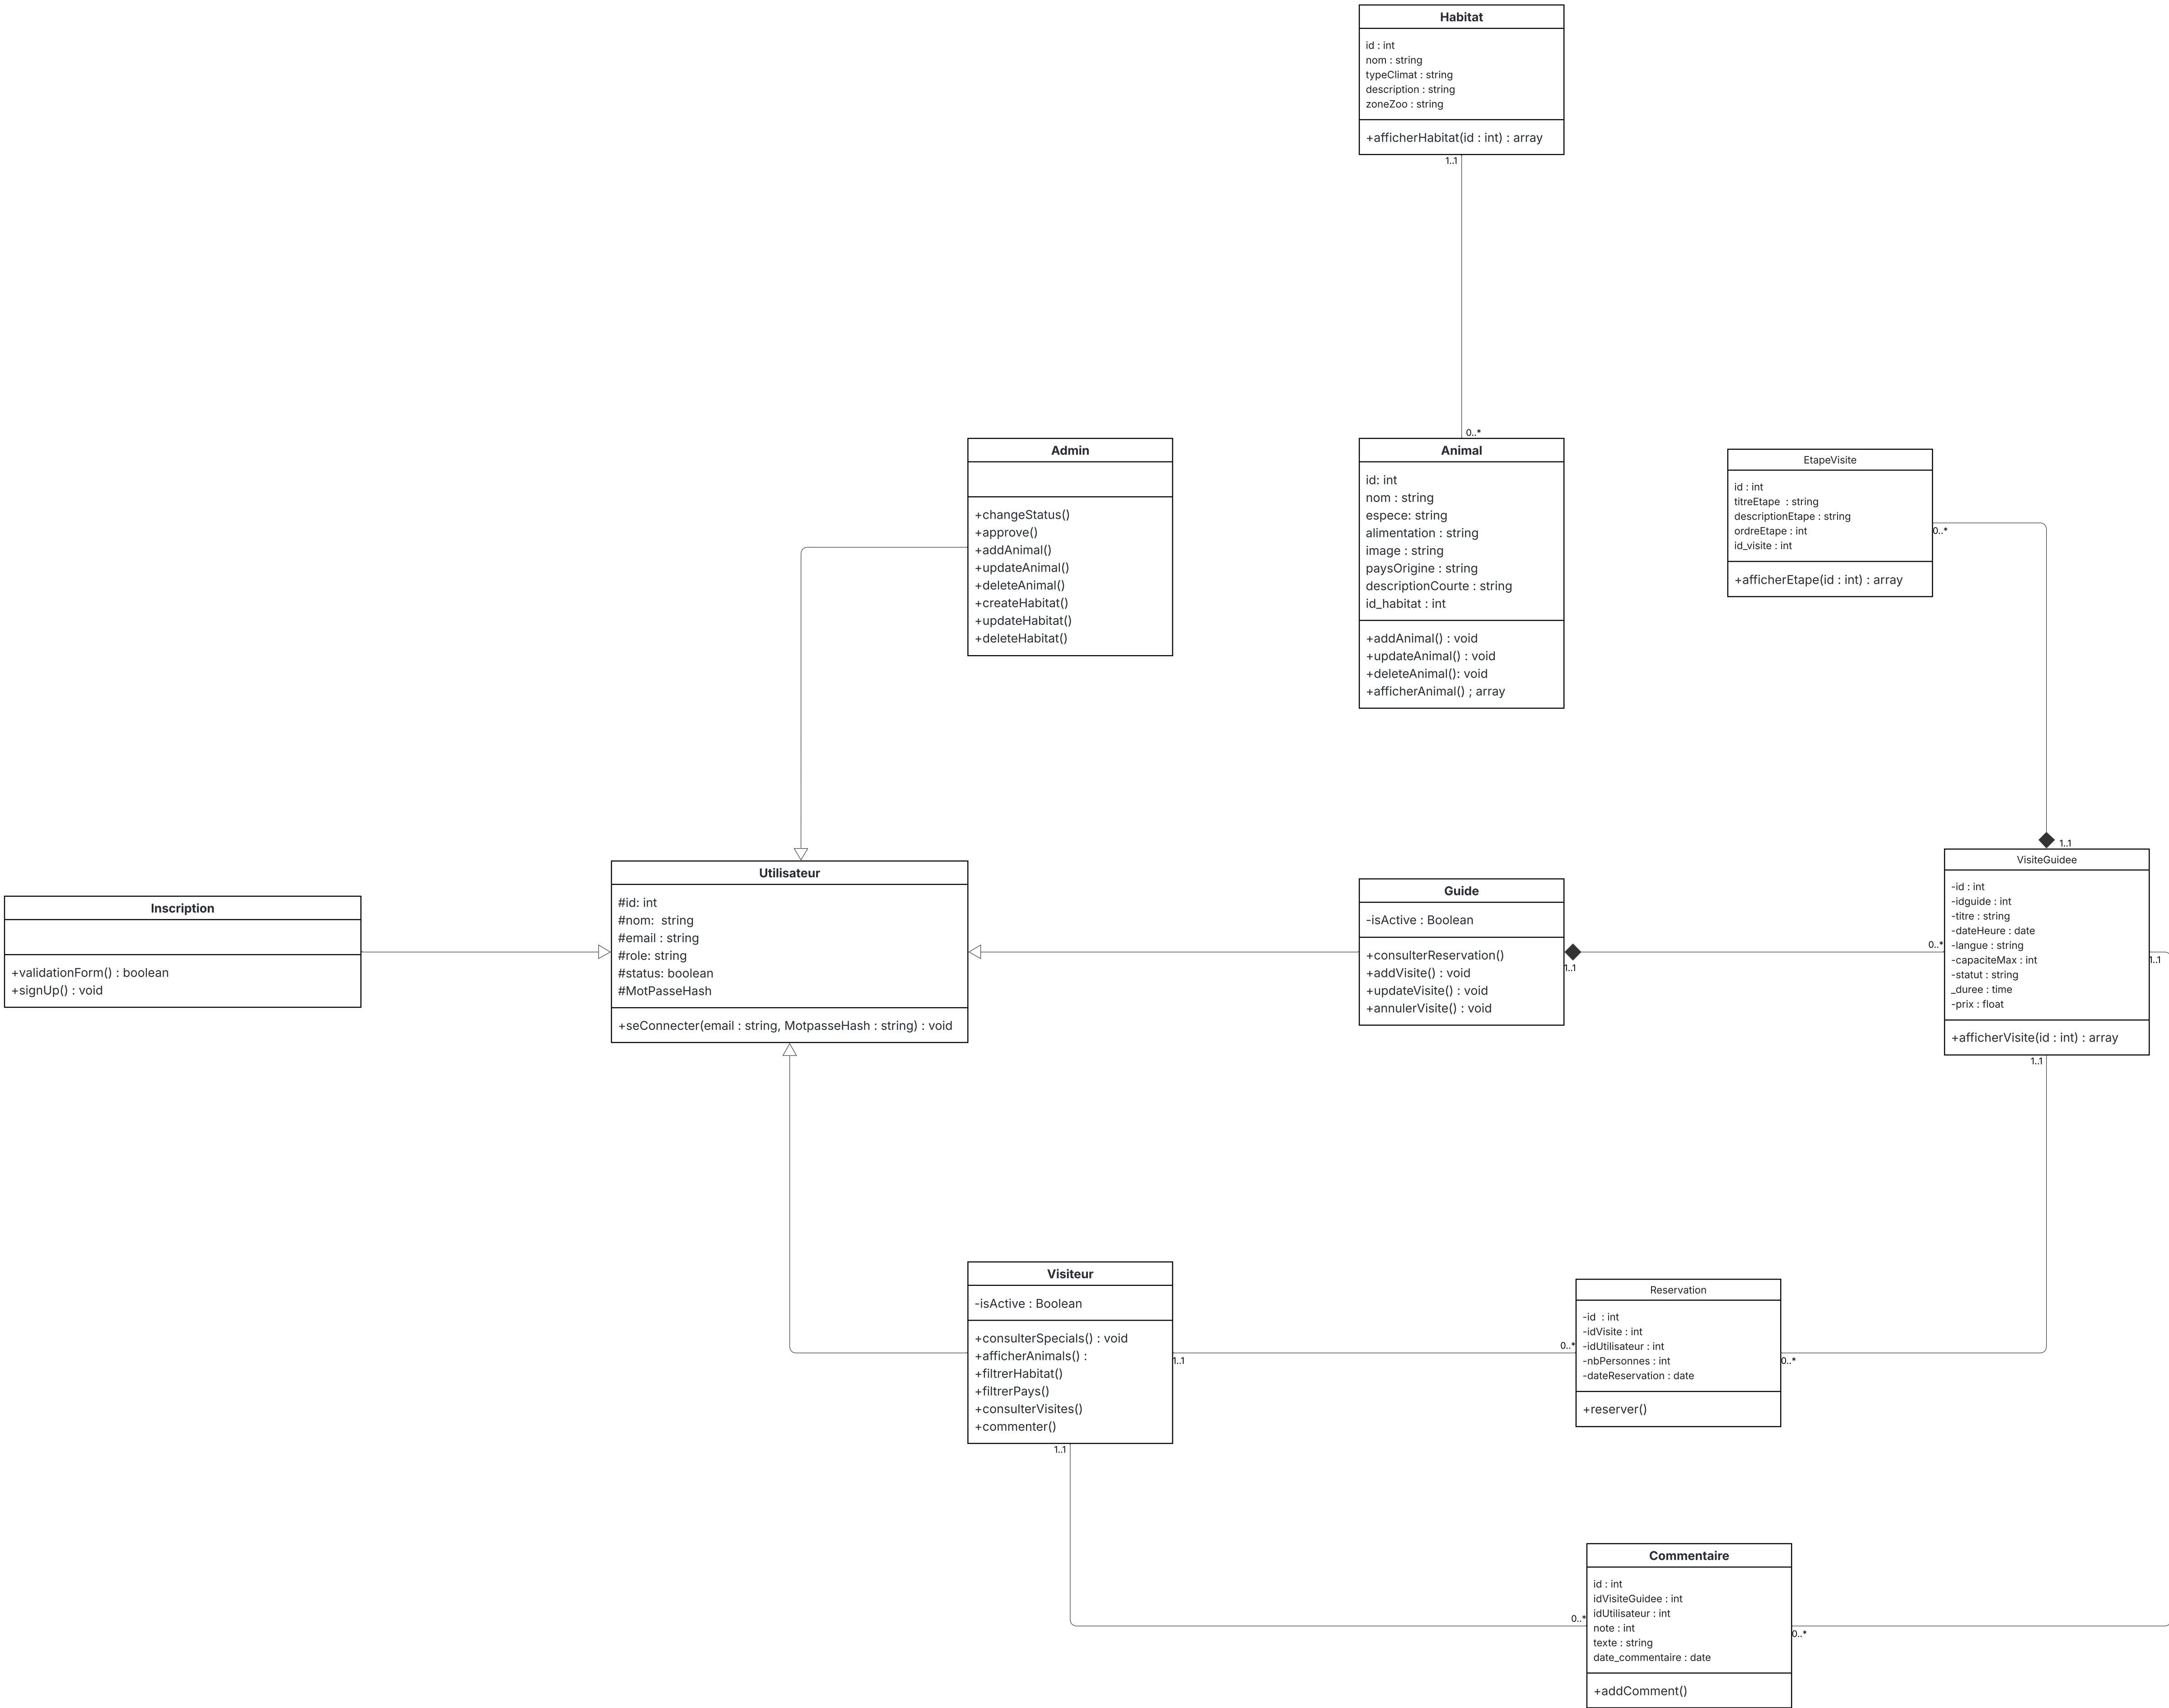 Habitat
id : int
nom : string
typeClimat : string
description : string
zoneZoo : string
+afficherHabitat(id : int) : array
1..1
0..*
Admin
+changeStatus()
+approve()
+addAnimal()
+updateAnimal()
+deleteAnimal()
+createHabitat()
+updateHabitat()
+deleteHabitat()
Animal
id: int
nom : string
espece: string
alimentation : string
image : string
paysOrigine : string
descriptionCourte : string
id_habitat : int
+addAnimal() : void
+updateAnimal() : void
+deleteAnimal(): void
+afficherAnimal() ; array
EtapeVisite
id : int
titreEtape  : string
descriptionEtape : string
ordreEtape : int
id_visite : int
+afficherEtape(id : int) : array
0..*
1..1
Inscription
+validationForm() : boolean
+signUp() : void
Utilisateur
#id: int
#nom:  string
#email : string
#role: string
#status: boolean
#MotPasseHash
+seConnecter(email : string, MotpasseHash : string) : void
Guide
-isActive : Boolean
+consulterReservation()
+addVisite() : void
+updateVisite() : void
+annulerVisite() : void
1..1
0..*
VisiteGuidee
-id : int
-idguide : int
-titre : string
-dateHeure : date
-langue : string
-capaciteMax : int
-statut : string
_duree : time
-prix : float
+afficherVisite(id : int) : array
1..1
1..1
Visiteur
-isActive : Boolean
+consulterSpecials() : void
+afficherAnimals() :
+filtrerHabitat()
+filtrerPays()
+consulterVisites()
+commenter()
1..1
0..*
Reservation
-id  : int
-idVisite : int
-idUtilisateur : int
-nbPersonnes : int
-dateReservation : date
+reserver()
0..*
1..1
0..*
Commentaire
id : int
idVisiteGuidee : int
idUtilisateur : int
note : int
texte : string
date_commentaire : date
+addComment()
0..*